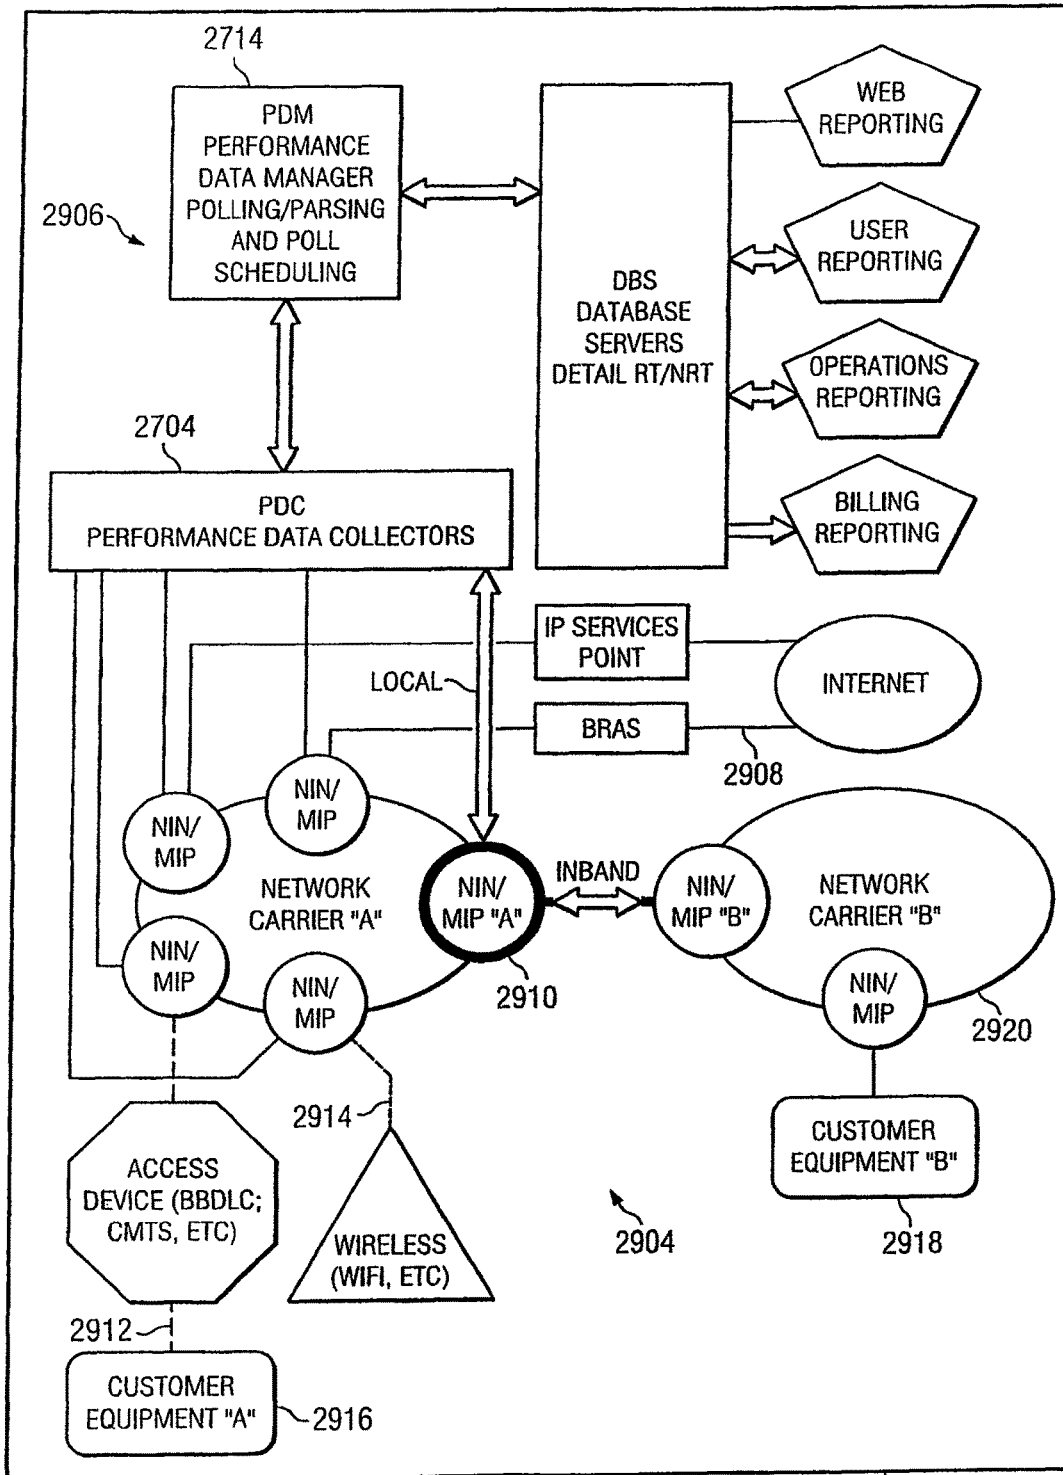 2714
PDM
PERFORMANCE
DATA MANAGER
POLLING/PARSING
AND POLL
SCHEDULING
2906
DBS
DATABASE
SERVERS
DETAIL RT/NRT
WEB
REPORTING
USER
REPORTING
OPERATIONS
REPORTING
BILLING
REPORTING
2704
PDC
PERFORMANCE DATA COLLECTORS
IP SERVICES
POINT
INTERNET
LOCAL
BRAS
2908
NIN/
MIP
NIN/
MIP
NETWORK
CARRIER "A"
NIN/
MIP "A"
INBAND
NIN/
MIP "B"
NETWORK
CARRIER "B"
NIN/
MIP
NIN/
MIP
2910
NIN/
MIP
2920
2914
ACCESS
DEVICE (BBDLC;
CMTS, ETC)
WIRELESS
(WIFI, ETC)
CUSTOMER
EQUIPMENT "B"
2904
2918
2912
CUSTOMER
EQUIPMENT "A"
2916